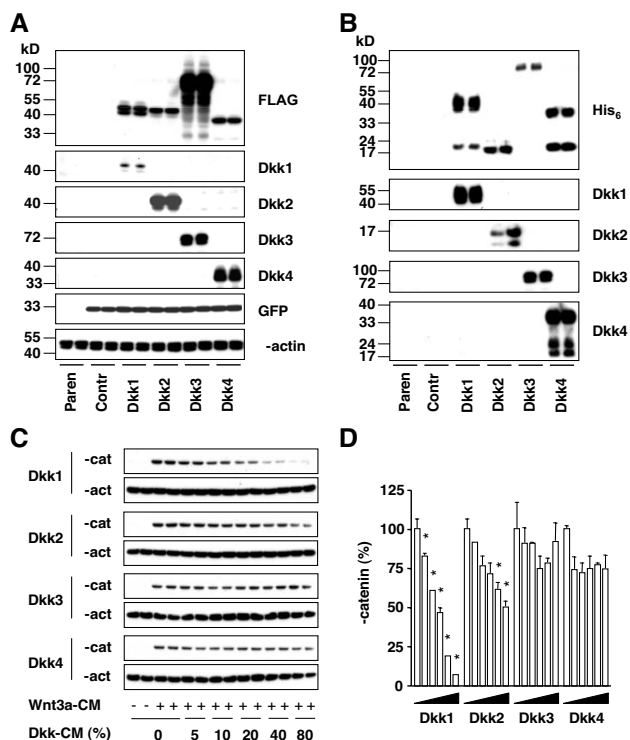 A
kD
100
72
55
40
33
FLAG
40
Dkk1
40
Dkk2
72
Dkk3
40
33
Dkk4
33
GFP
55
40
-actin
Paren
Contr
Dkk1
Dkk2
Dkk3
Dkk4
B
kD
100
72
55
40
33
24
17
His6
55
40
Dkk1
17
Dkk2
100
72
Dkk3
40
33
24
17
Dkk4
Paren
Contr
Dkk1
Dkk2
Dkk3
Dkk4
C
Dkk1
-cat
-act
Dkk2
-cat
-act
Dkk3
-cat
-act
Dkk4
-cat
-act
Wnt3a-CM - - + + + + + + + + + + + +
Dkk-CM (%) 0 5 10 20 40 80
D
-catenin (%)
125
100
75
50
25
0
* * * * *
* *
Dkk1 Dkk2 Dkk3 Dkk4